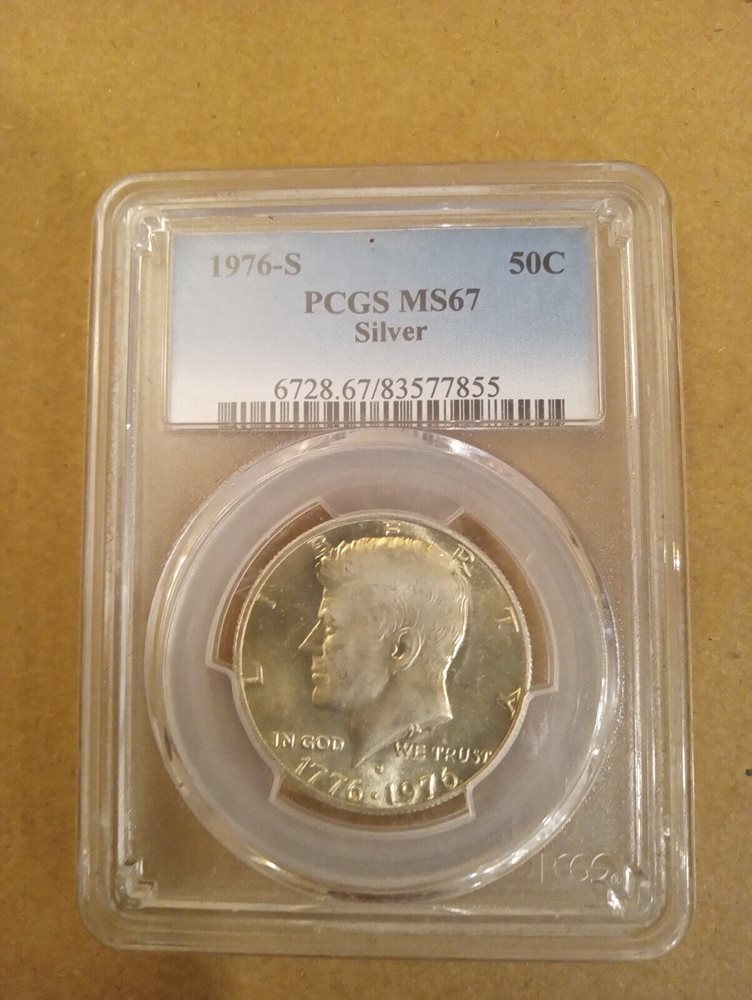 1976-S 50C
PCGS MS67
Silver
6728.67/83577855
LIBERTY
IN GOD WE TRUST
1776·1976
PCGS